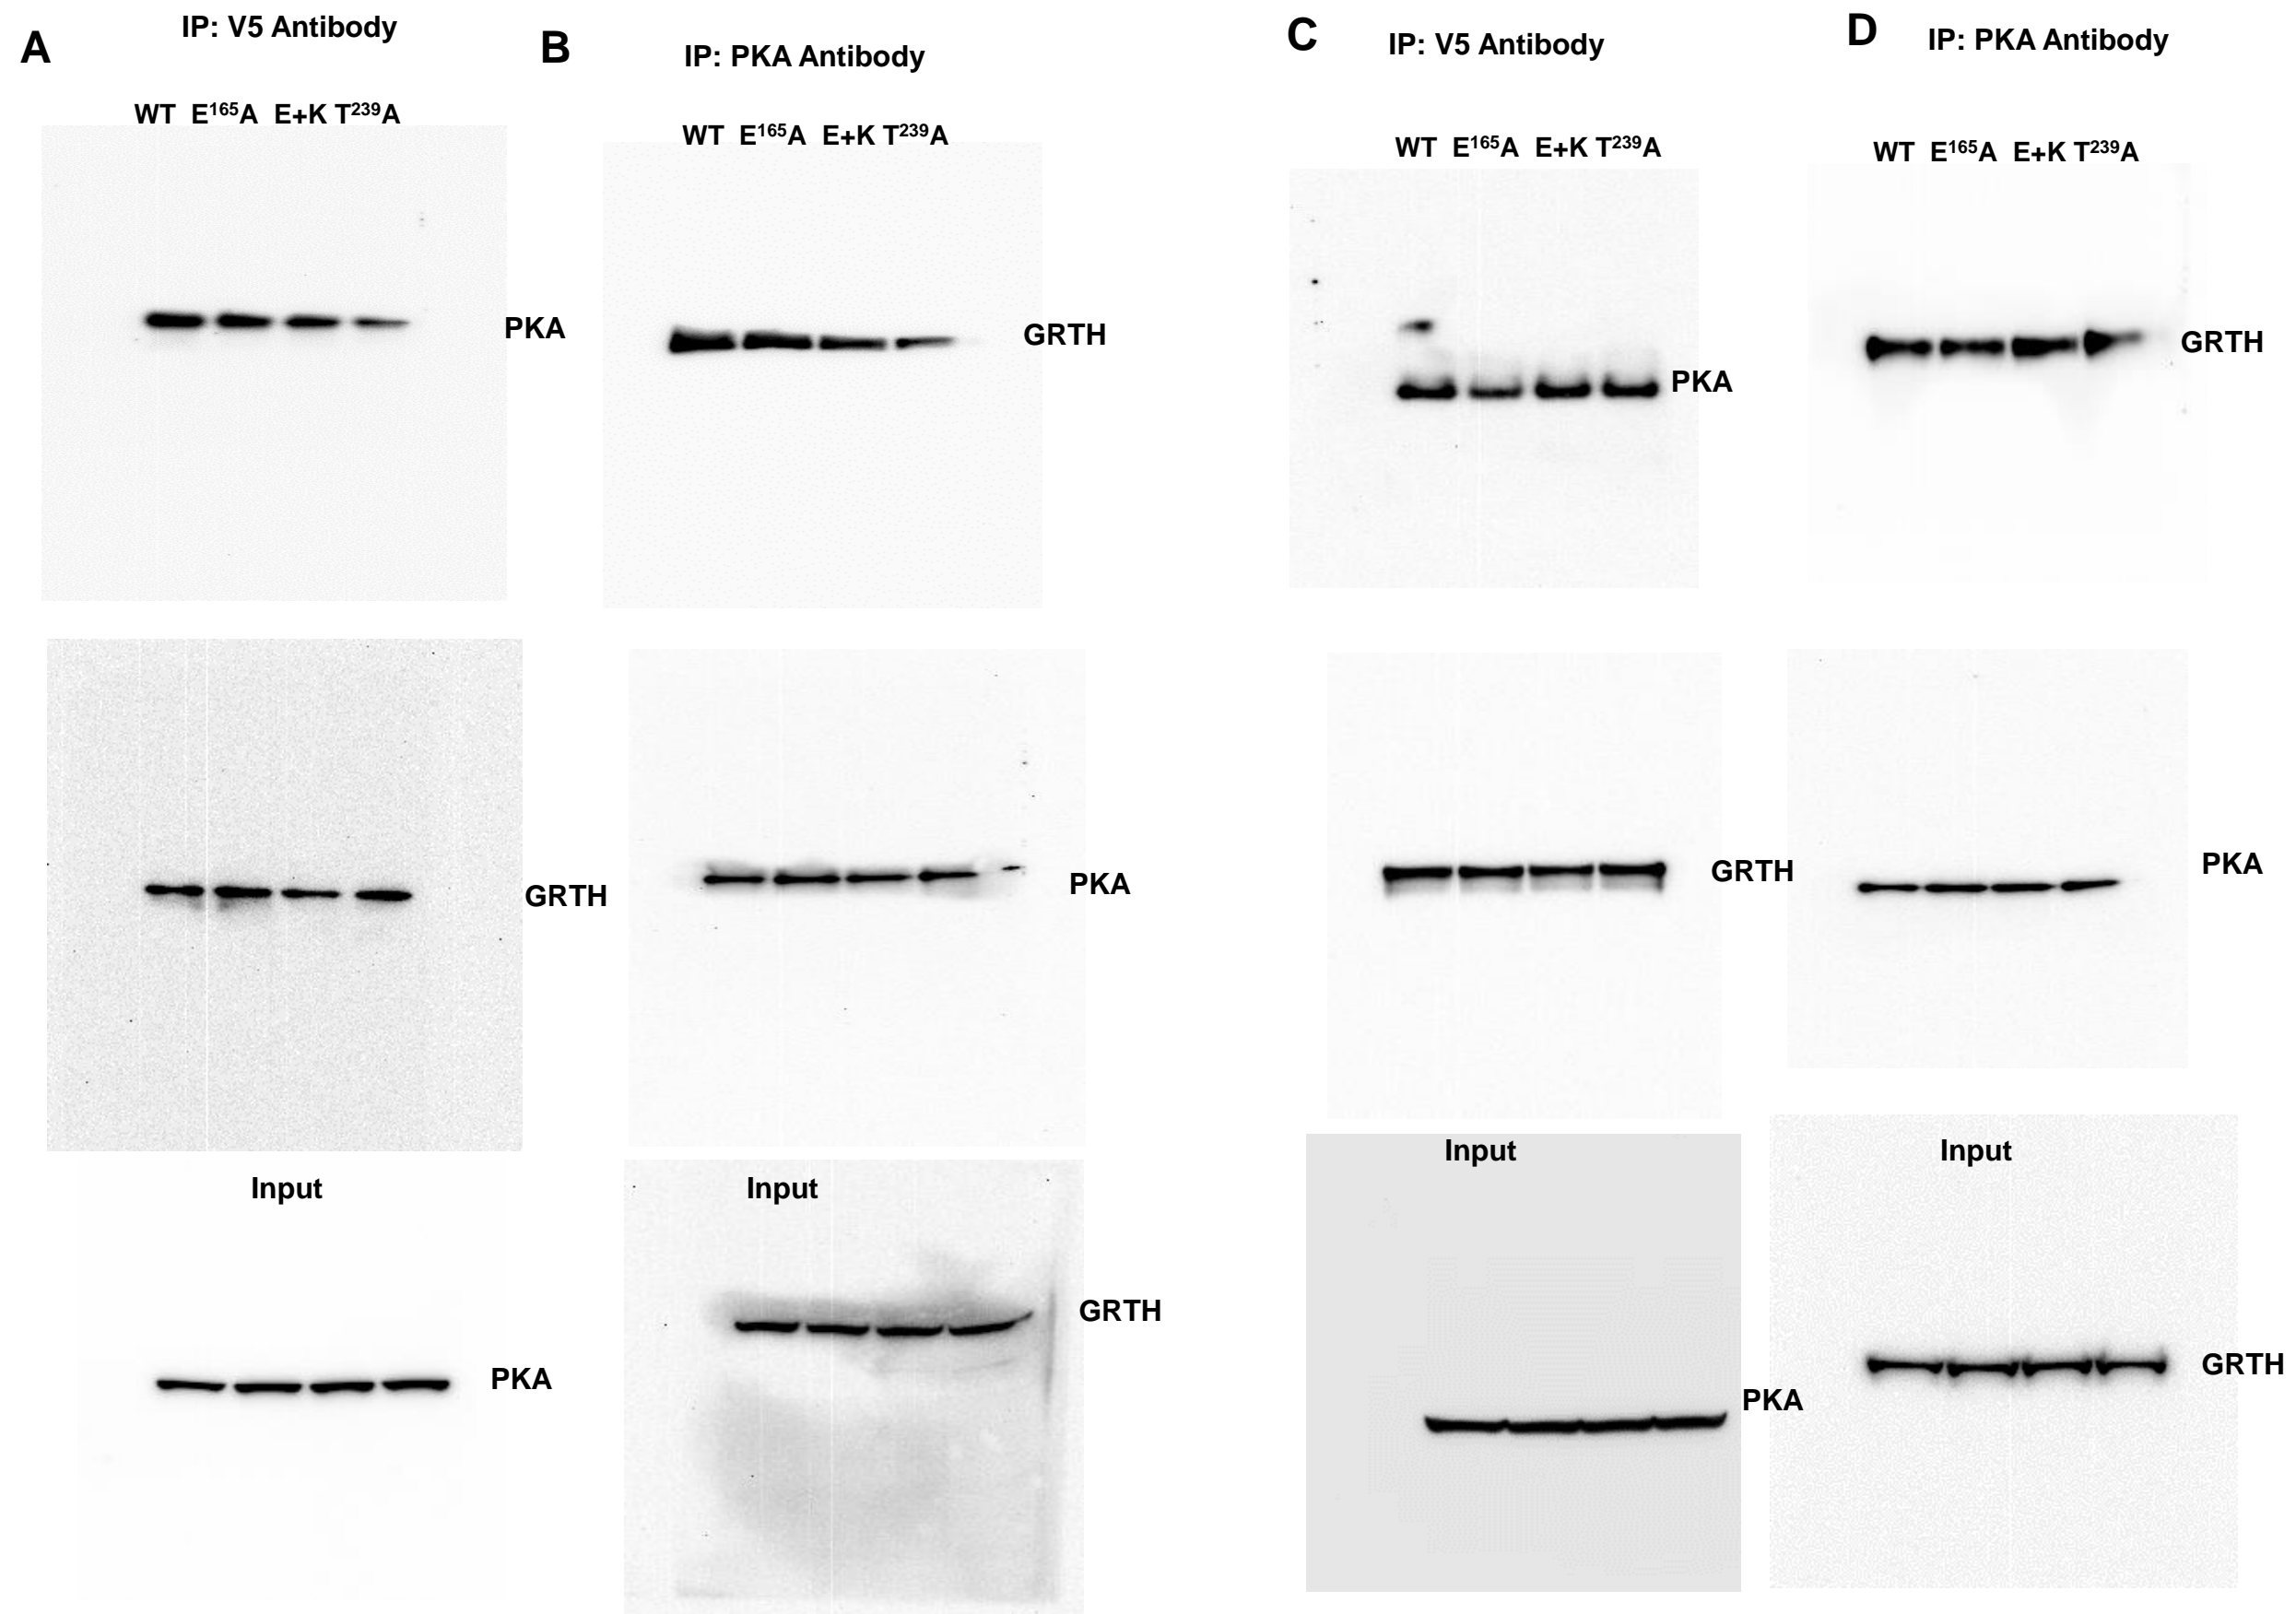 A
IP: V5 Antibody
WT E¹⁶⁵A E+K T²³⁹A
PKA
GRTH
Input
PKA
B
IP: PKA Antibody
WT E¹⁶⁵A E+K T²³⁹A
GRTH
PKA
Input
GRTH
C
IP: V5 Antibody
WT E¹⁶⁵A E+K T²³⁹A
PKA
GRTH
Input
PKA
D
IP: PKA Antibody
WT E¹⁶⁵A E+K T²³⁹A
GRTH
PKA
Input
GRTH